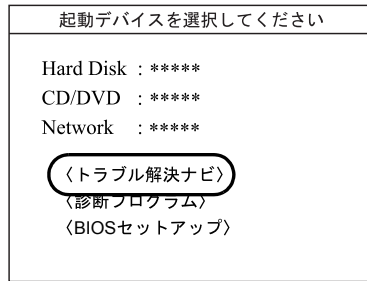 起動デバイスを選択してください
Hard Disk : *****
CD/DVD : *****
Network : *****
〈トラブル解決ナビ〉
〈診断プログラム〉
〈BIOSセットアップ〉